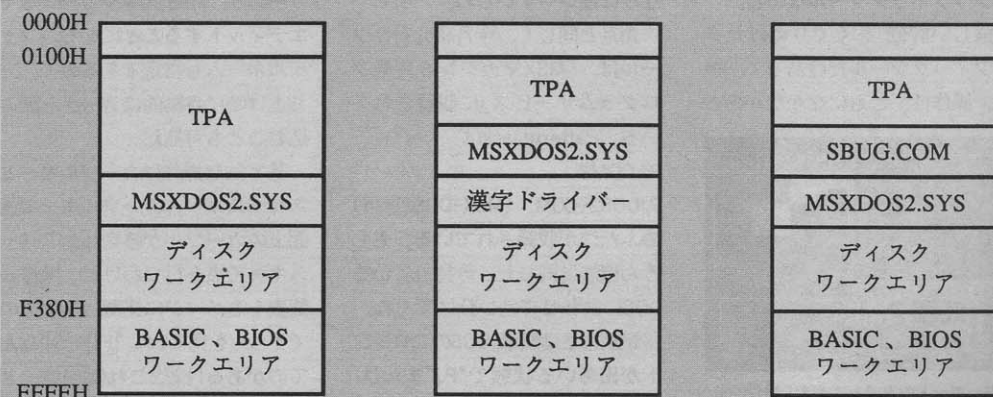 0000H
0100H
TPA
MSXDOS2.SYS
ディスク
ワークエリア
F380H
BASIC、BIOS
ワークエリア
FFFFH
TPA
MSXDOS2.SYS
漢字ドライバー
ディスク
ワークエリア
BASIC、BIOS
ワークエリア
TPA
SBUG.COM
MSXDOS2.SYS
ディスク
ワークエリア
BASIC、BIOS
ワークエリア